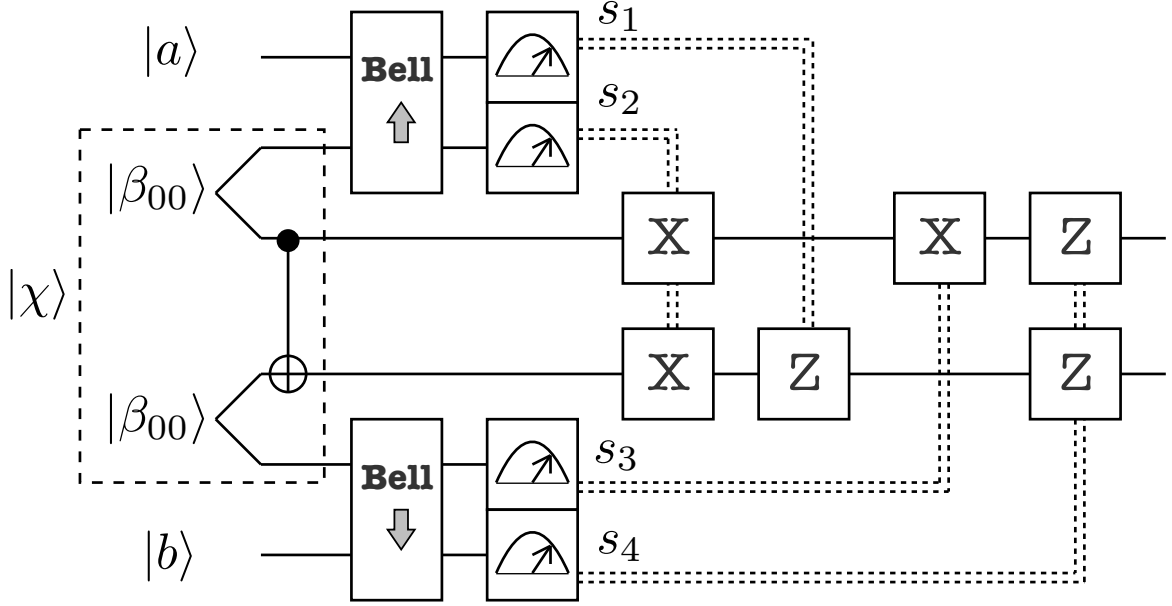 |a⟩
Bell
s₁
s₂
|β₀₀⟩
X
X
Z
|χ⟩
X
Z
Z
|β₀₀⟩
Bell
s₃
s₄
|b⟩